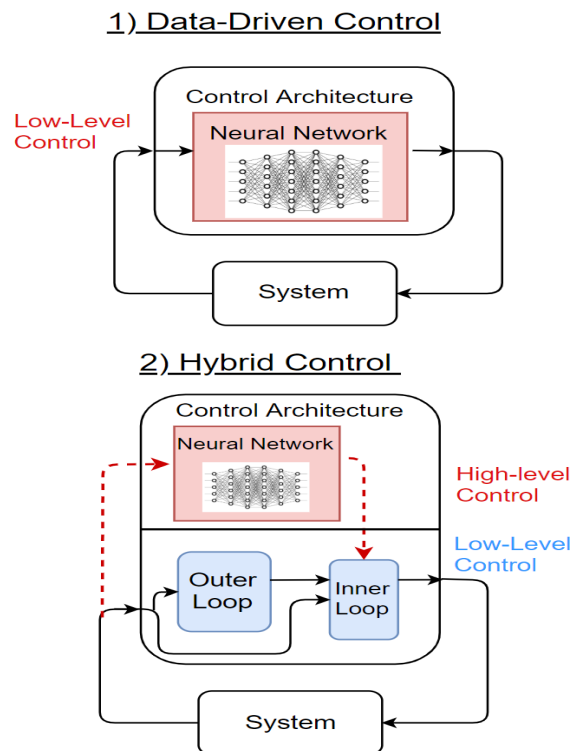 1) Data-Driven Control
Control Architecture
Low-Level
Control
Neural Network
System
2) Hybrid Control
Control Architecture
Neural Network
High-level
Control
Low-Level
Control
Outer
Loop
Inner
Loop
System